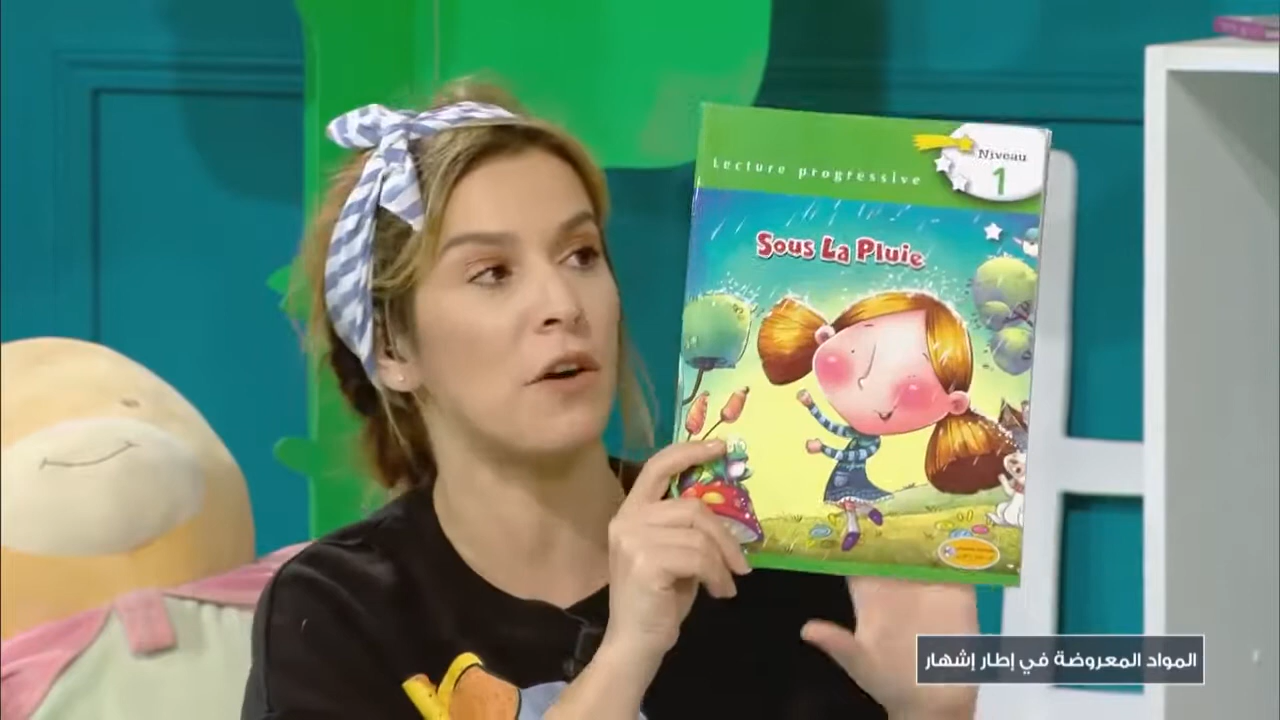 Lecture progressive
Niveau
1
Sous La Pluie
المواد المعروضة في إطار إشهار